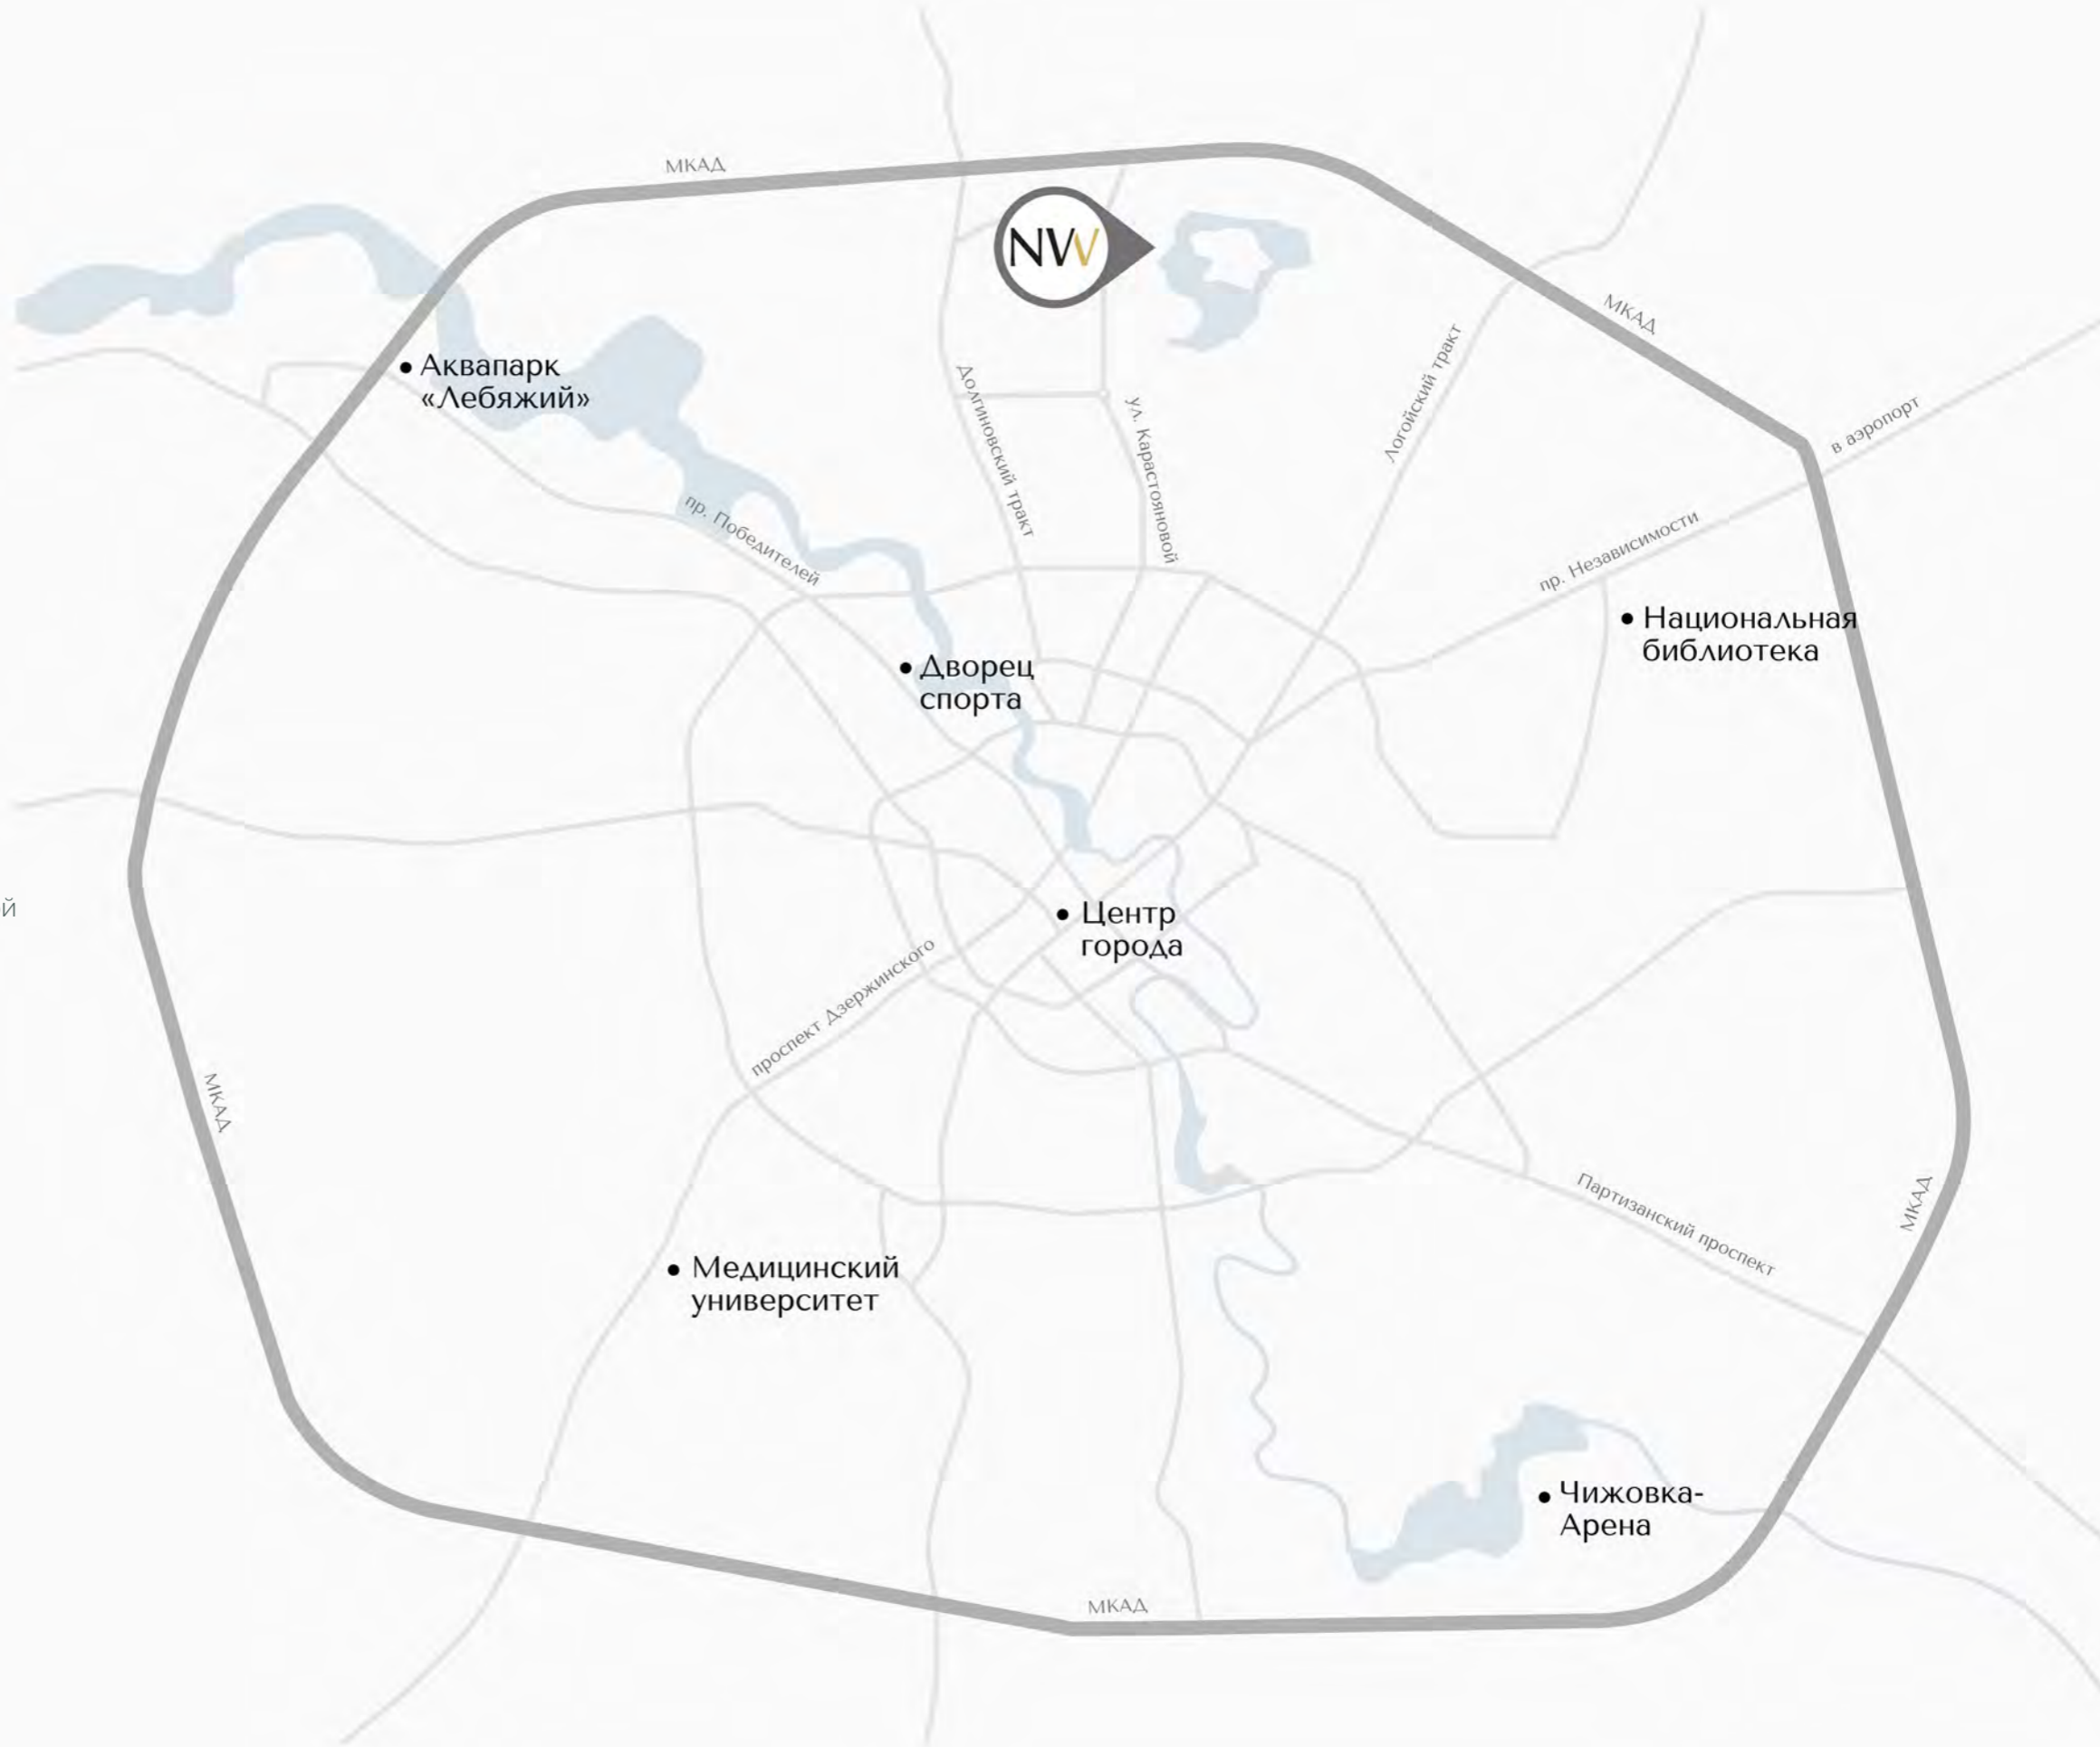 МКАД
NW
МКАД
Аквапарк
«Лебяжий»
Долгиновский тракт
ул. Карастояновой
Логойский тракт
в аэропорт
пр. Победителей
пр. Независимости
Национальная
библиотека
Дворец
спорта
й
Центр
города
проспект Дзержинского
МКАД
Партизанский проспект
МКАД
Медицинский
университет
Чижовка-
Арена
МКАД